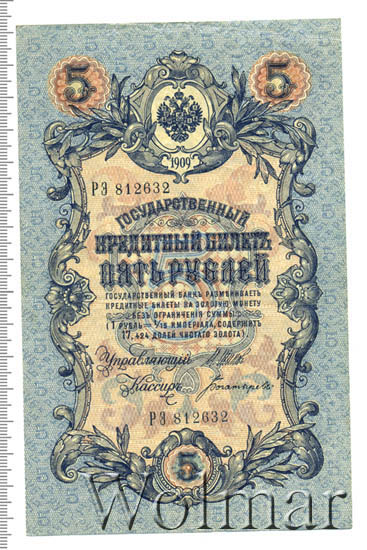 5 5
1909
РЭ 812632
ГОСУДАРСТВЕННЫЙ
КРЕДИТНЫЙ БИЛЕТЪ
ПЯТЬ РУБЛЕЙ
ГОСУДАРСТВЕННЫЙ БАНКЪ РАЗМѢНИВАЕТЪ
КРЕДИТНЫЕ БИЛЕТЫ НА ЗОЛОТУЮ МОНЕТУ
БЕЗЪ ОГРАНИЧЕНІЯ СУММЫ
(1 РУБЛЬ = 1/15 ИМПЕРІАЛА, СОДЕРЖИТЪ
17,424 ДОЛЕЙ ЧИСТАГО ЗОЛОТА).
Управляющій
Кассиръ
РЭ 812632
5
Wolmar